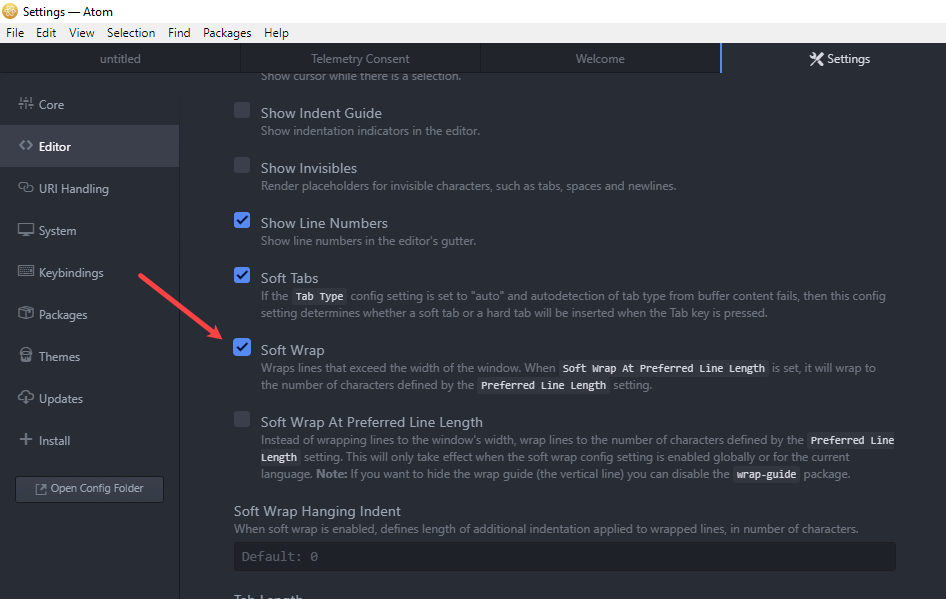 Settings — Atom
File Edit View Selection Find Packages Help
untitled Telemetry Consent Welcome Settings
Show cursor while there is a selection.
Core
Editor
URI Handling
System
Keybindings
Packages
Themes
Updates
Install
Open Config Folder
Show Indent Guide
Show indentation indicators in the editor.
Show Invisibles
Render placeholders for invisible characters, such as tabs, spaces and newlines.
Show Line Numbers
Show line numbers in the editor's gutter.
Soft Tabs
If the Tab Type config setting is set to "auto" and autodetection of tab type from buffer content fails, then this config
setting determines whether a soft tab or a hard tab will be inserted when the Tab key is pressed.
Soft Wrap
Wraps lines that exceed the width of the window. When Soft Wrap At Preferred Line Length is set, it will wrap to
the number of characters defined by the Preferred Line Length setting.
Soft Wrap At Preferred Line Length
Instead of wrapping lines to the window's width, wrap lines to the number of characters defined by the Preferred Line
Length setting. This will only take effect when the soft wrap config setting is enabled globally or for the current
language. Note: If you want to hide the wrap guide (the vertical line) you can disable the wrap-guide package.
Soft Wrap Hanging Indent
When soft wrap is enabled, defines length of additional indentation applied to wrapped lines, in number of characters.
Default: 0
Tab Length